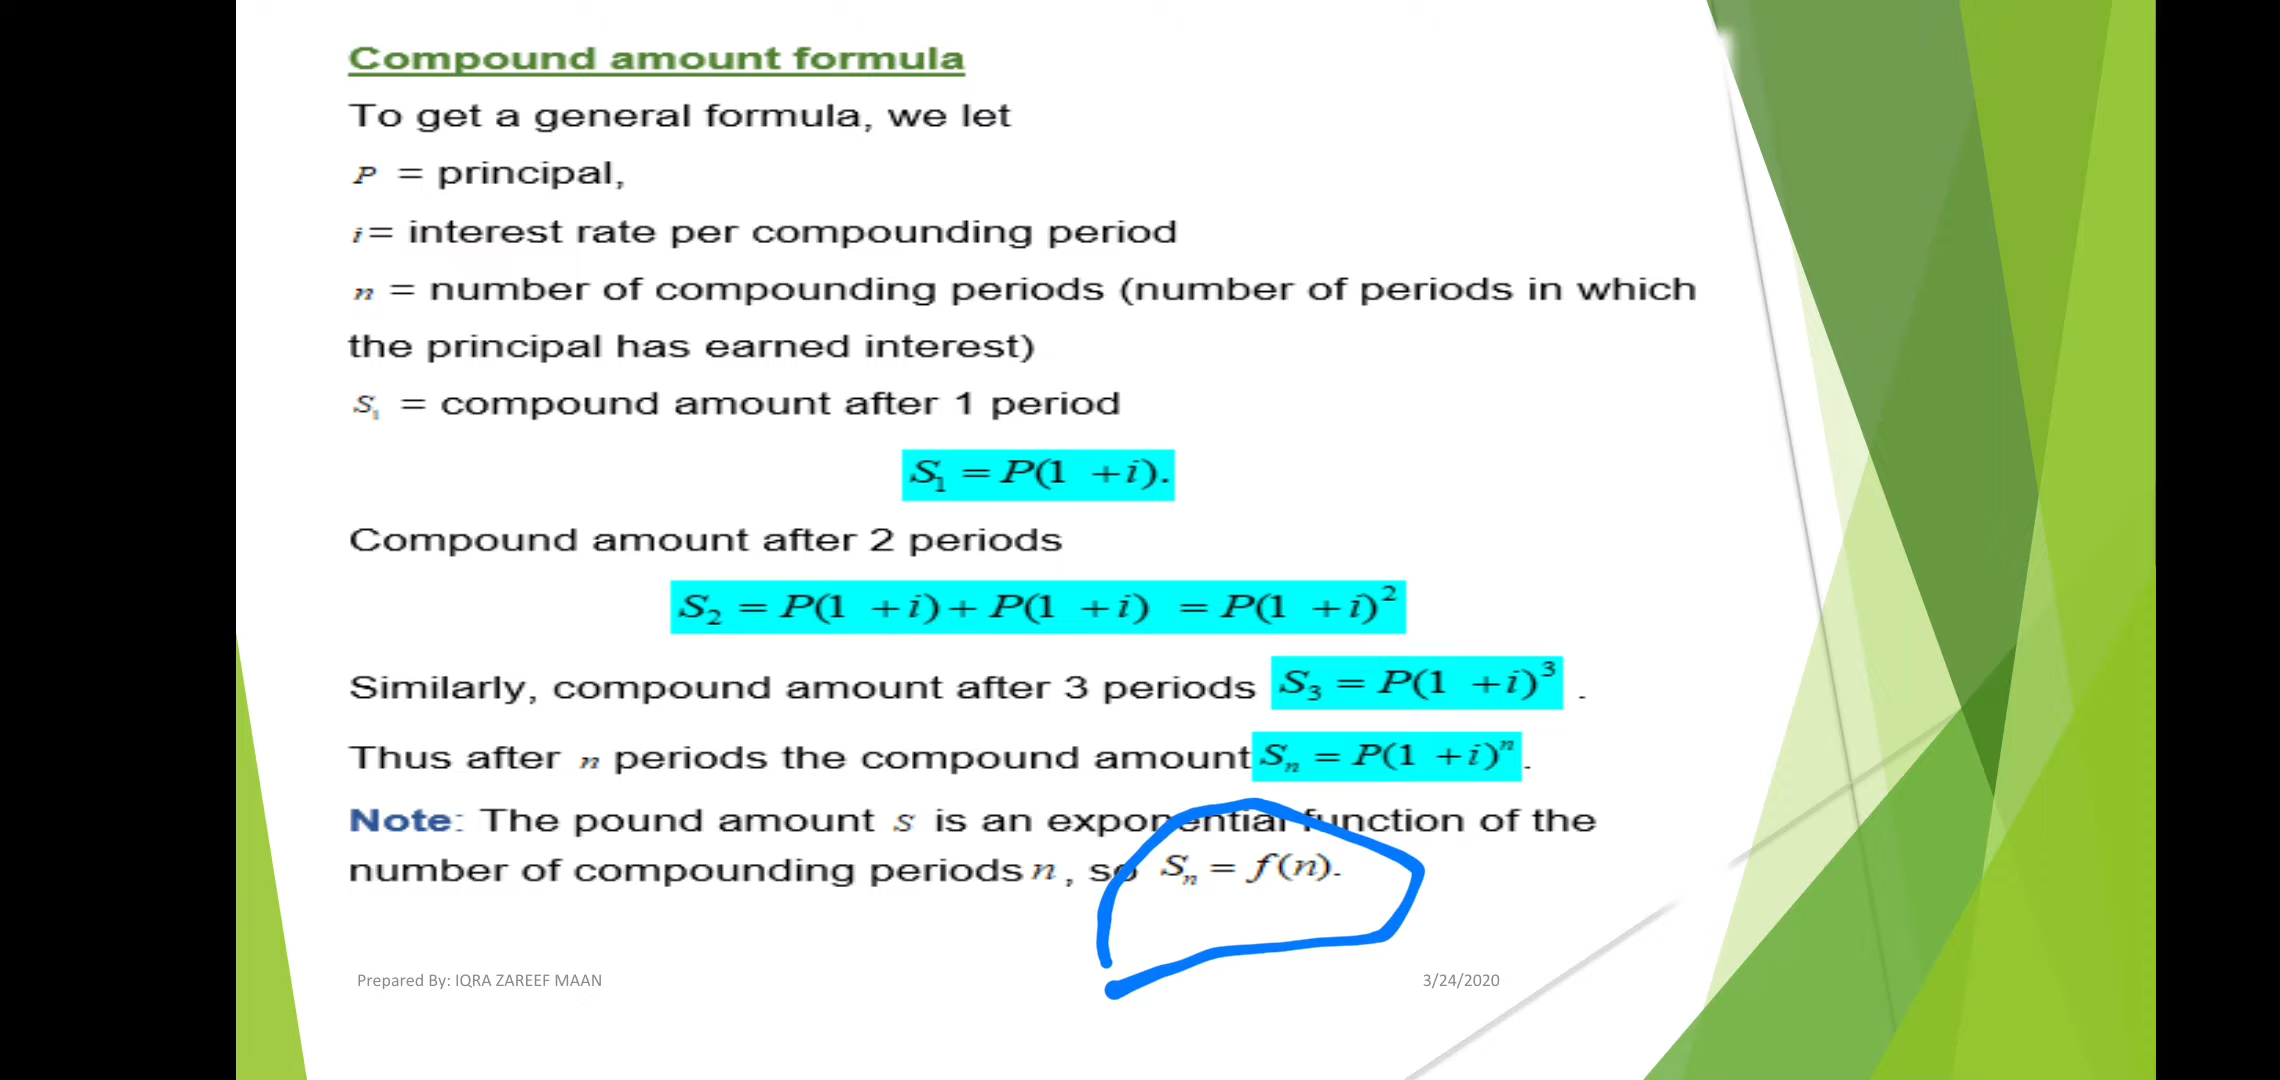 Compound amount formula
To get a general formula, we let
P = principal,
i = interest rate per compounding period
n = number of compounding periods (number of periods in which
the principal has earned interest)
S₁ = compound amount after 1 period
S₁ = P(1 + i).
Compound amount after 2 periods
S₂ = P(1 + i) + P(1 + i) = P(1 + i)²
Similarly, compound amount after 3 periods S₃ = P(1 + i)³ .
Thus after n periods the compound amount Sₙ = P(1 + i)ⁿ .
Note: The pound amount S is an exponential function of the
number of compounding periods n , so Sₙ = f(n).
Prepared By: IQRA ZAREEF MAAN 3/24/2020